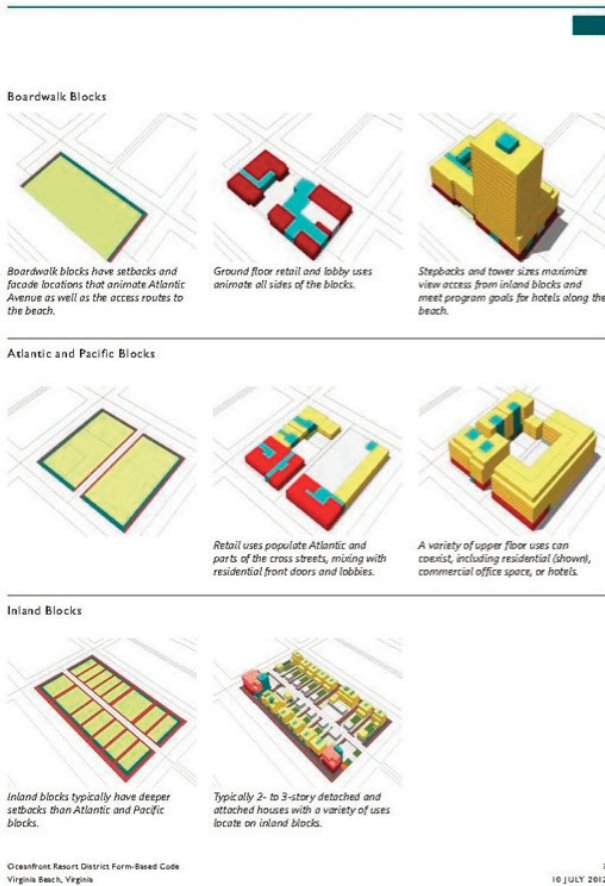 Boardwalk Blocks
Boardwalk blocks have setbacks and
facade locations that animate Atlantic
Avenue as well as the access routes to
the beach.
Ground floor retail and lobby uses
animate all sides of the blocks.
Stepbacks and tower sizes maximize
view access from inland blocks and
meet program goals for hotels along the
beach.
Atlantic and Pacific Blocks
Retail uses populate Atlantic and
parts of the cross streets, mixing with
residential front doors and lobbies.
A variety of upper floor uses can
coexist, including residential (shown),
commercial office space, or hotels.
Inland Blocks
Inland blocks typically have deeper
setbacks than Atlantic and Pacific
blocks.
Typically 2- to 3-story detached and
attached houses with a variety of uses
locate on inland blocks.
Oceanfront Resort District Form-Based Code
Virginia Beach, Virginia
10 JULY 2012